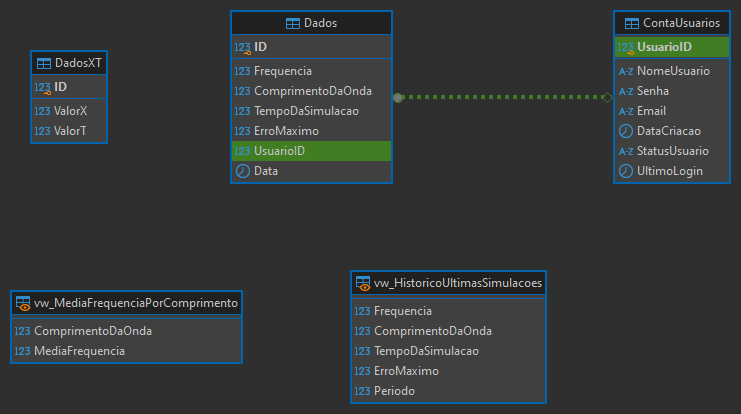 DadosXT
123 ID
123 ValorX
123 ValorT
Dados
123 ID
123 Frequencia
123 ComprimentoDaOnda
123 TempoDaSimulacao
123 ErroMaximo
123 UsuarioID
Data
ContaUsuarios
123 UsuarioID
A-Z NomeUsuario
A-Z Senha
A-Z Email
DataCriacao
A-Z StatusUsuario
UltimoLogin
vw_MediaFrequenciaPorComprimento
123 ComprimentoDaOnda
123 MediaFrequencia
vw_HistoricoUltimasSimulacoes
123 Frequencia
123 ComprimentoDaOnda
123 TempoDaSimulacao
123 ErroMaximo
123 Periodo